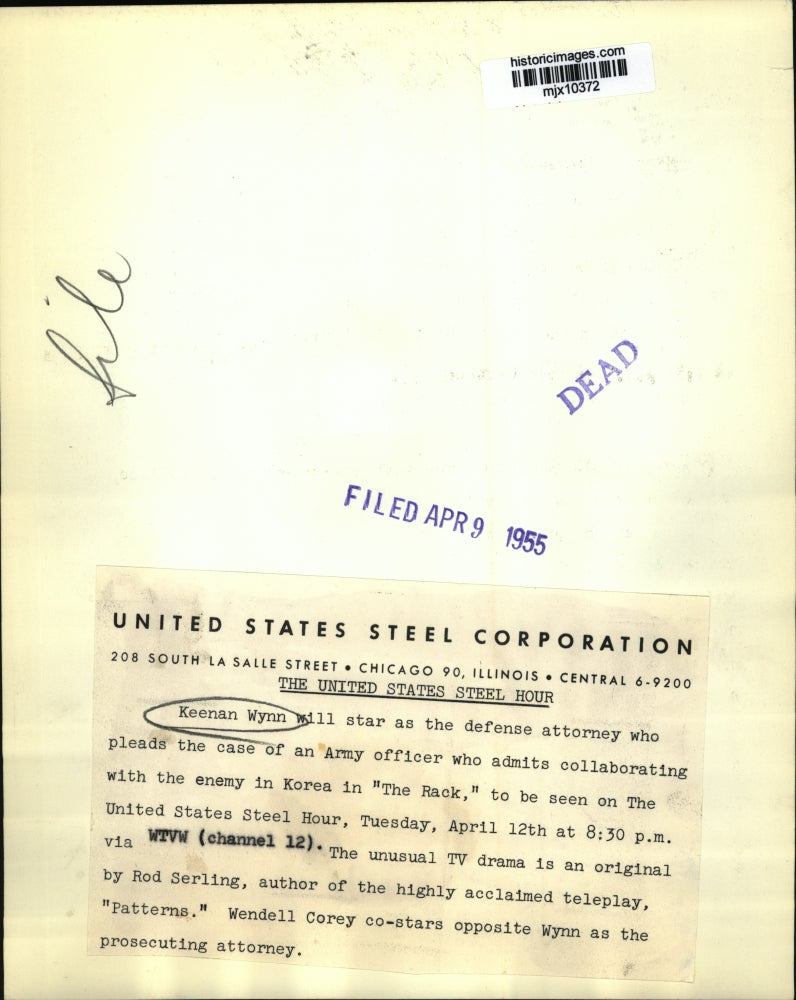 historicimages.com
mjx10372
file
DEAD
FILED APR 9 1955
UNITED STATES STEEL CORPORATION
208 SOUTH LA SALLE STREET • CHICAGO 90, ILLINOIS • CENTRAL 6-9200
THE UNITED STATES STEEL HOUR
Keenan Wynn will star as the defense attorney who
pleads the case of an Army officer who admits collaborating
with the enemy in Korea in "The Rack," to be seen on The
United States Steel Hour, Tuesday, April 12th at 8:30 p.m.
via WTVW (channel 12). The unusual TV drama is an original
by Rod Serling, author of the highly acclaimed teleplay,
"Patterns." Wendell Corey co-stars opposite Wynn as the
prosecuting attorney.